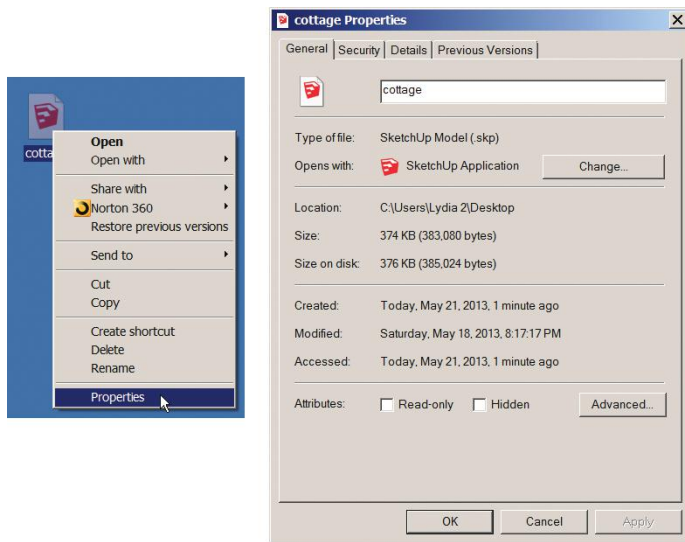 cotta
Open
Open with
Share with
Norton 360
Restore previous versions
Send to
Cut
Copy
Create shortcut
Delete
Rename
Properties
cottage Properties
General Security Details Previous Versions
cottage
Type of file: SketchUp Model (.skp)
Opens with: SketchUp Application Change...
Location: C:\Users\Lydia 2\Desktop
Size: 374 KB (383,080 bytes)
Size on disk: 376 KB (385,024 bytes)
Created: Today, May 21, 2013, 1 minute ago
Modified: Saturday, May 18, 2013, 8:17:17 PM
Accessed: Today, May 21, 2013, 1 minute ago
Attributes: Read-only Hidden Advanced...
OK Cancel Apply